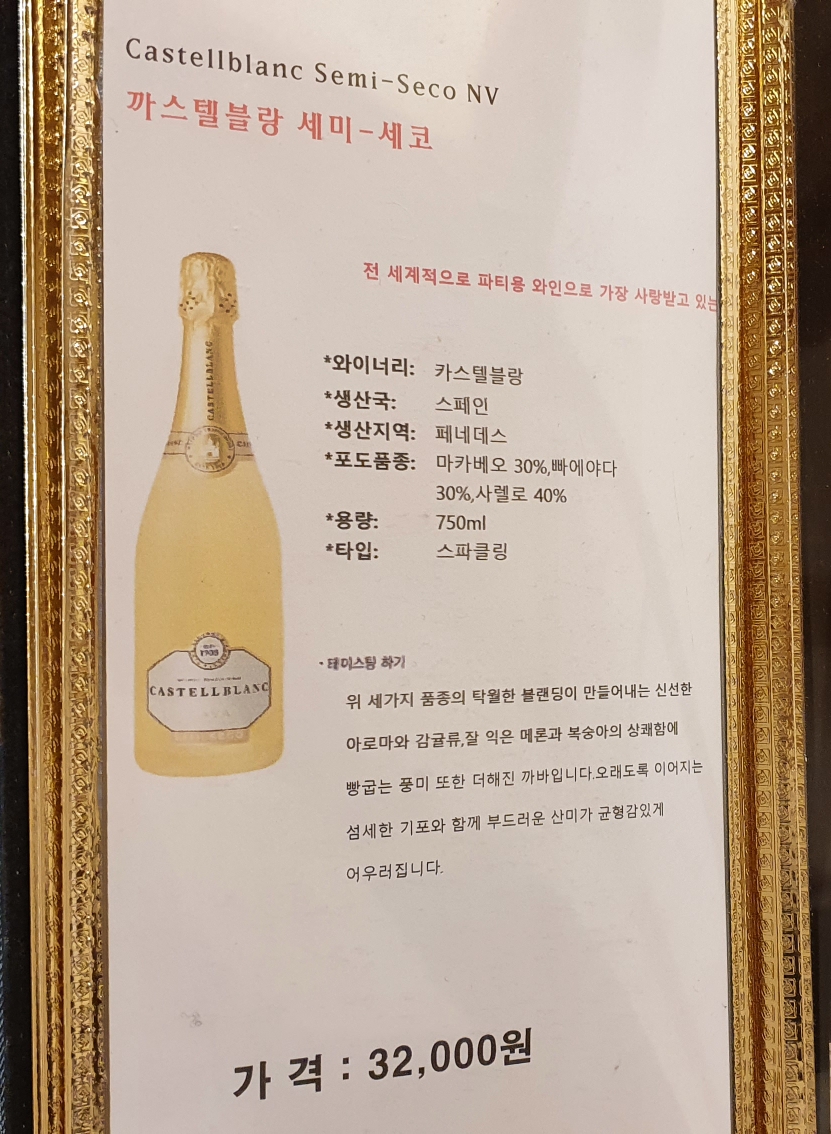 Castellblanc Semi-Seco NV
까스텔블랑 세미-세코
전 세계적으로 파티용 와인으로 가장 사랑받고 있는
*와이너리: 카스텔블랑
*생산국: 스페인
*생산지역: 페네데스
*포도품종: 마카베오 30%,빠에야다
30%,사렐로 40%
*용량: 750ml
*타입: 스파클링
CASTELLBLANC
CASTELLBLANC
· 테이스팅 하기
위 세가지 품종의 탁월한 블랜딩이 만들어내는 신선한
아로마와 감귤류,잘 익은 메론과 복숭아의 상쾌함에
빵굽는 풍미 또한 더해진 까바입니다.오래도록 이어지는
섬세한 기포와 함께 부드러운 산미가 균형감있게
어우러집니다.
가 격 : 32,000원